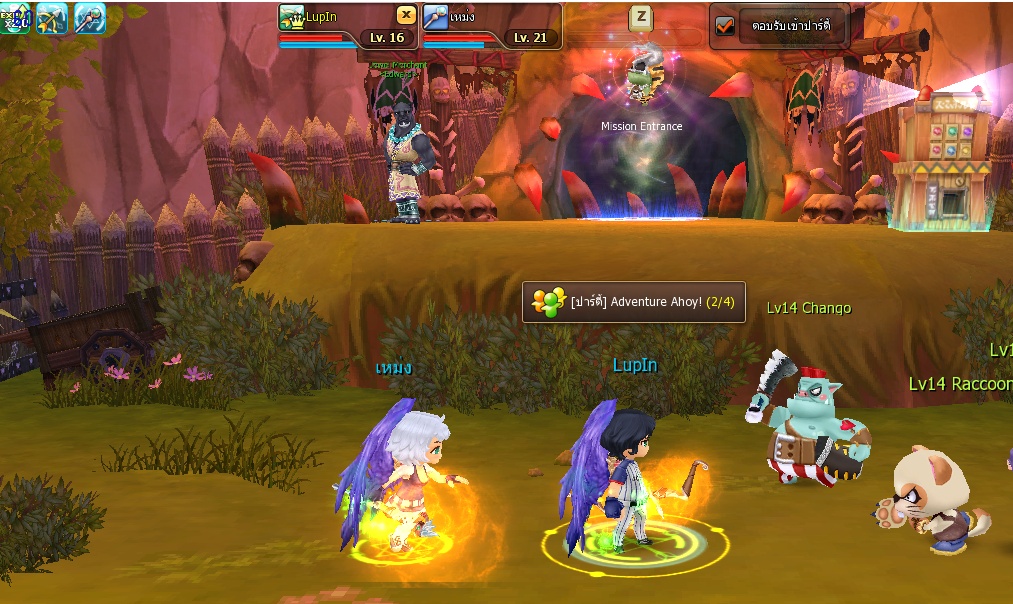 LupIn
Lv. 16
เหม่ง
Lv. 21
Z
ตอบรับเข้าปาร์ตี้
Mission Entrance
[ปาร์ตี้] Adventure Ahoy! (2/4)
Lv14 Chango
เหม่ง
LupIn
Lv1
Lv14 Raccoon